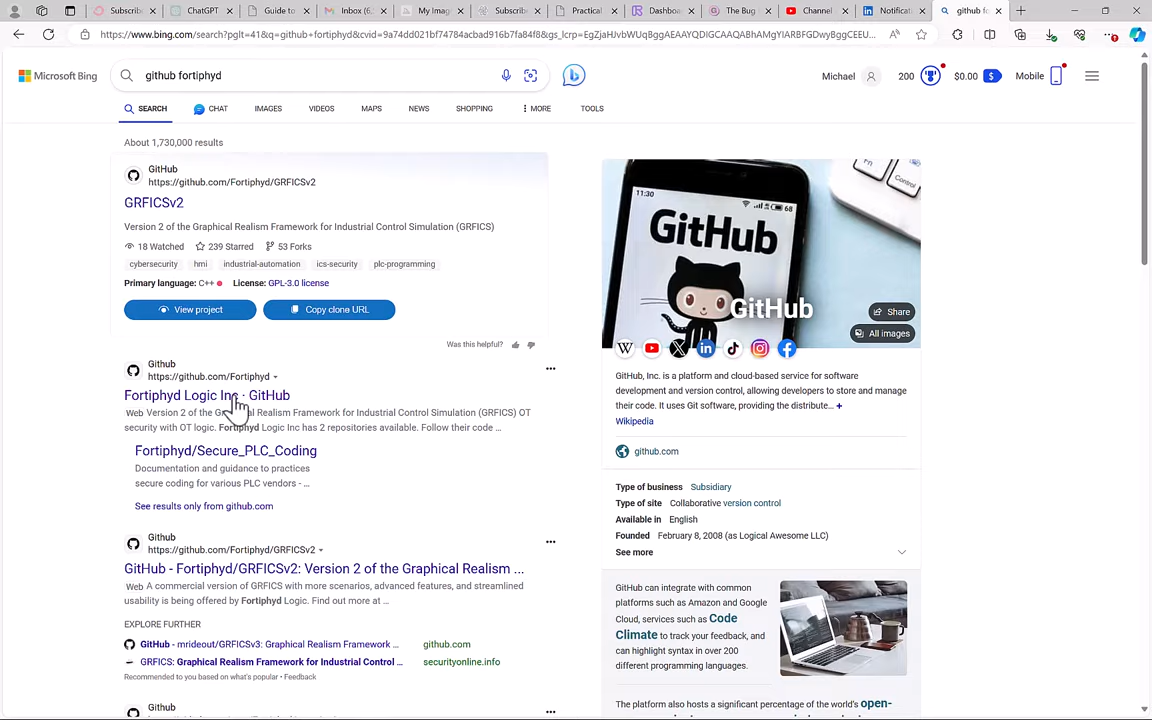 Subscribe
ChatGPT
Guide to
Inbox (6,5
My Imag
Subscribe
Practical
Dashboa
The Bug
Channel
Notificat
github fo
https://www.bing.com/search?pglt=41&q=github+fortiphyd&cvid=9a74dd021bf74784acbad916b7fa84f8&gs_lcrp=EgZjaHJvbWUqBggAEAAYQDIGCAAQABhAMgYIARBFGDwyBggCEEU...
Microsoft Bing
github fortiphyd
Michael
200
$0.00
$
Mobile
SEARCH
CHAT
IMAGES
VIDEOS
MAPS
NEWS
SHOPPING
MORE
TOOLS
About 1,730,000 results
GitHub
https://github.com/Fortiphyd/GRFICSv2
GRFICSv2
Version 2 of the Graphical Realism Framework for Industrial Control Simulation (GRFICS)
18 Watched 239 Starred 53 Forks
cybersecurity hmi industrial-automation ics-security plc-programming
Primary language: C++ License: GPL-3.0 license
View project
Copy clone URL
Was this helpful?
Github
https://github.com/Fortiphyd
Fortiphyd Logic Inc · GitHub
Web Version 2 of the Graphical Realism Framework for Industrial Control Simulation (GRFICS) OT
security with OT logic. Fortiphyd Logic Inc has 2 repositories available. Follow their code ...
Fortiphyd/Secure_PLC_Coding
Documentation and guidance to practices
secure coding for various PLC vendors - ...
See results only from github.com
Github
https://github.com/Fortiphyd/GRFICSv2
GitHub - Fortiphyd/GRFICSv2: Version 2 of the Graphical Realism ...
Web A commercial version of GRFICS with more scenarios, advanced features, and streamlined
usability is being offered by Fortiphyd Logic. Find out more at ...
EXPLORE FURTHER
GitHub - mrideout/GRFICSv3: Graphical Realism Framework ... github.com
GRFICS: Graphical Realism Framework for Industrial Control ... securityonline.info
Recommended to you based on what's popular • Feedback
Github
11:30
68
Fn
Control
GitHub
GitHub
Share
All images
W
GitHub, Inc. is a platform and cloud-based service for software
development and version control, allowing developers to store and manage
their code. It uses Git software, providing the distribute... +
Wikipedia
github.com
Type of business Subsidiary
Type of site Collaborative version control
Available in English
Founded February 8, 2008 (as Logical Awesome LLC)
See more
GitHub can integrate with common
platforms such as Amazon and Google
Cloud, services such as Code
Climate to track your feedback, and
can highlight syntax in over 200
different programming languages.
The platform also hosts a significant percentage of the world's open-